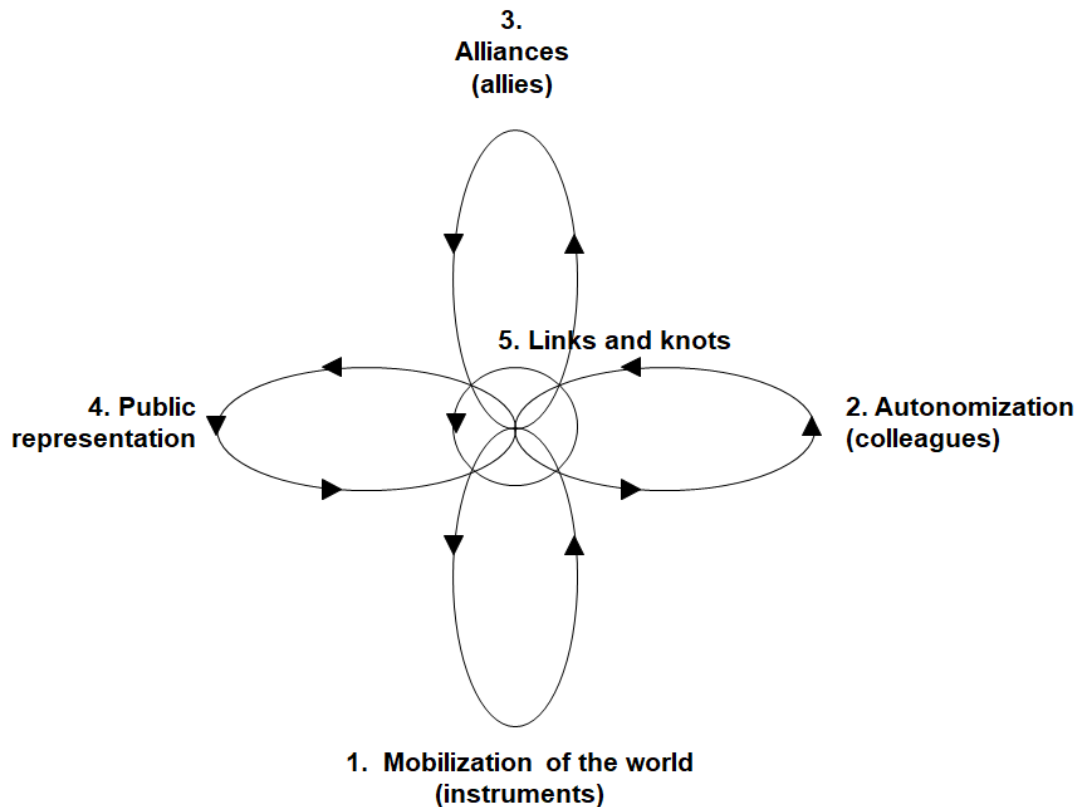 3.
Alliances
(allies)
5. Links and knots
4. Public
representation
2. Autonomization
(colleagues)
1. Mobilization of the world
(instruments)